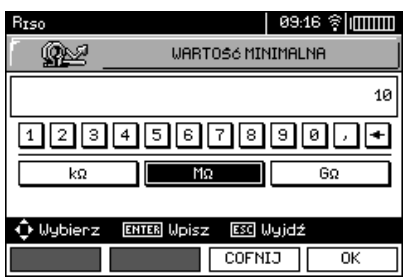 RISO 09:16
WARTOŚĆ MINIMALNA
10
1 2 3 4 5 6 7 8 9 0 , ←
kΩ MΩ GΩ
Wybierz ENTER Wpisz ESC Wyjdź
COFNIJ OK